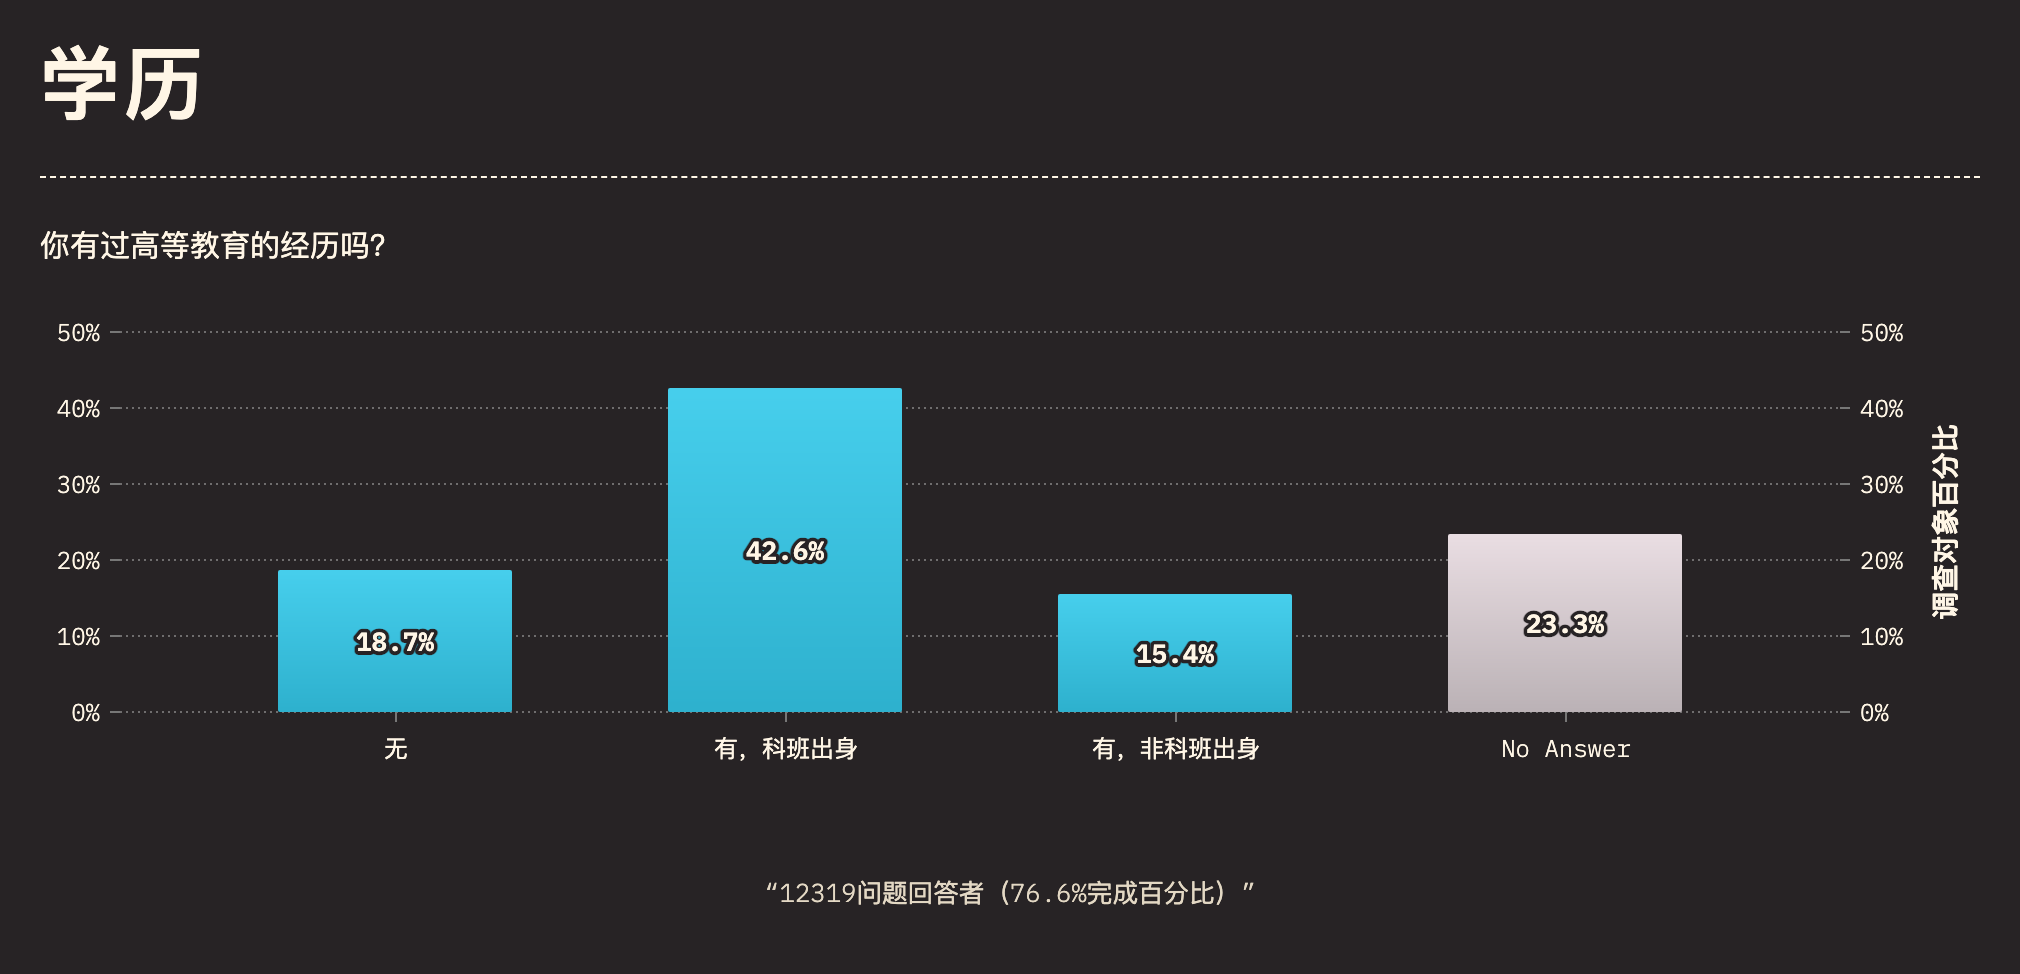 学历
你有过高等教育的经历吗?
50% 50%
40% 40%
30% 30%
20% 20%
10% 10%
0% 0%
调查对象百分比
18.7% 42.6% 15.4% 23.3%
无 有，科班出身 有，非科班出身 No Answer
“12319问题回答者（76.6%完成百分比）”